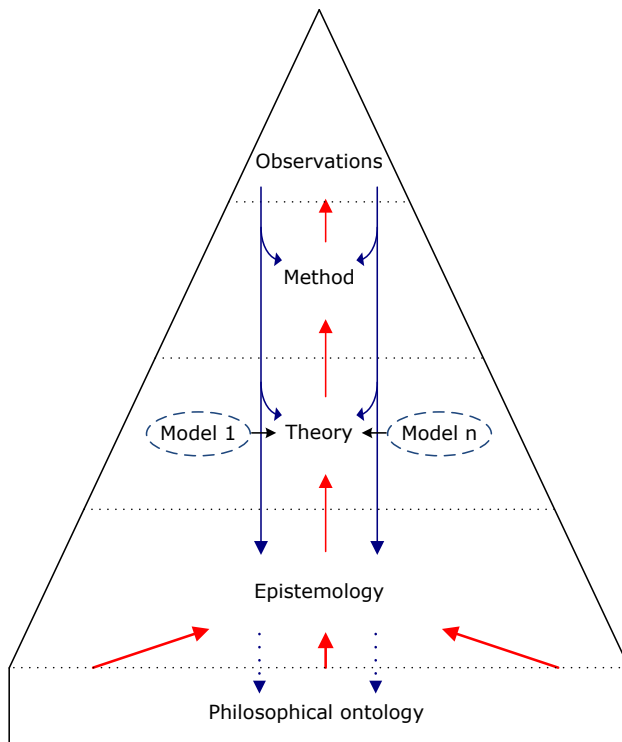 Observations
Method
Model 1
Theory
Model n
Epistemology
Philosophical ontology